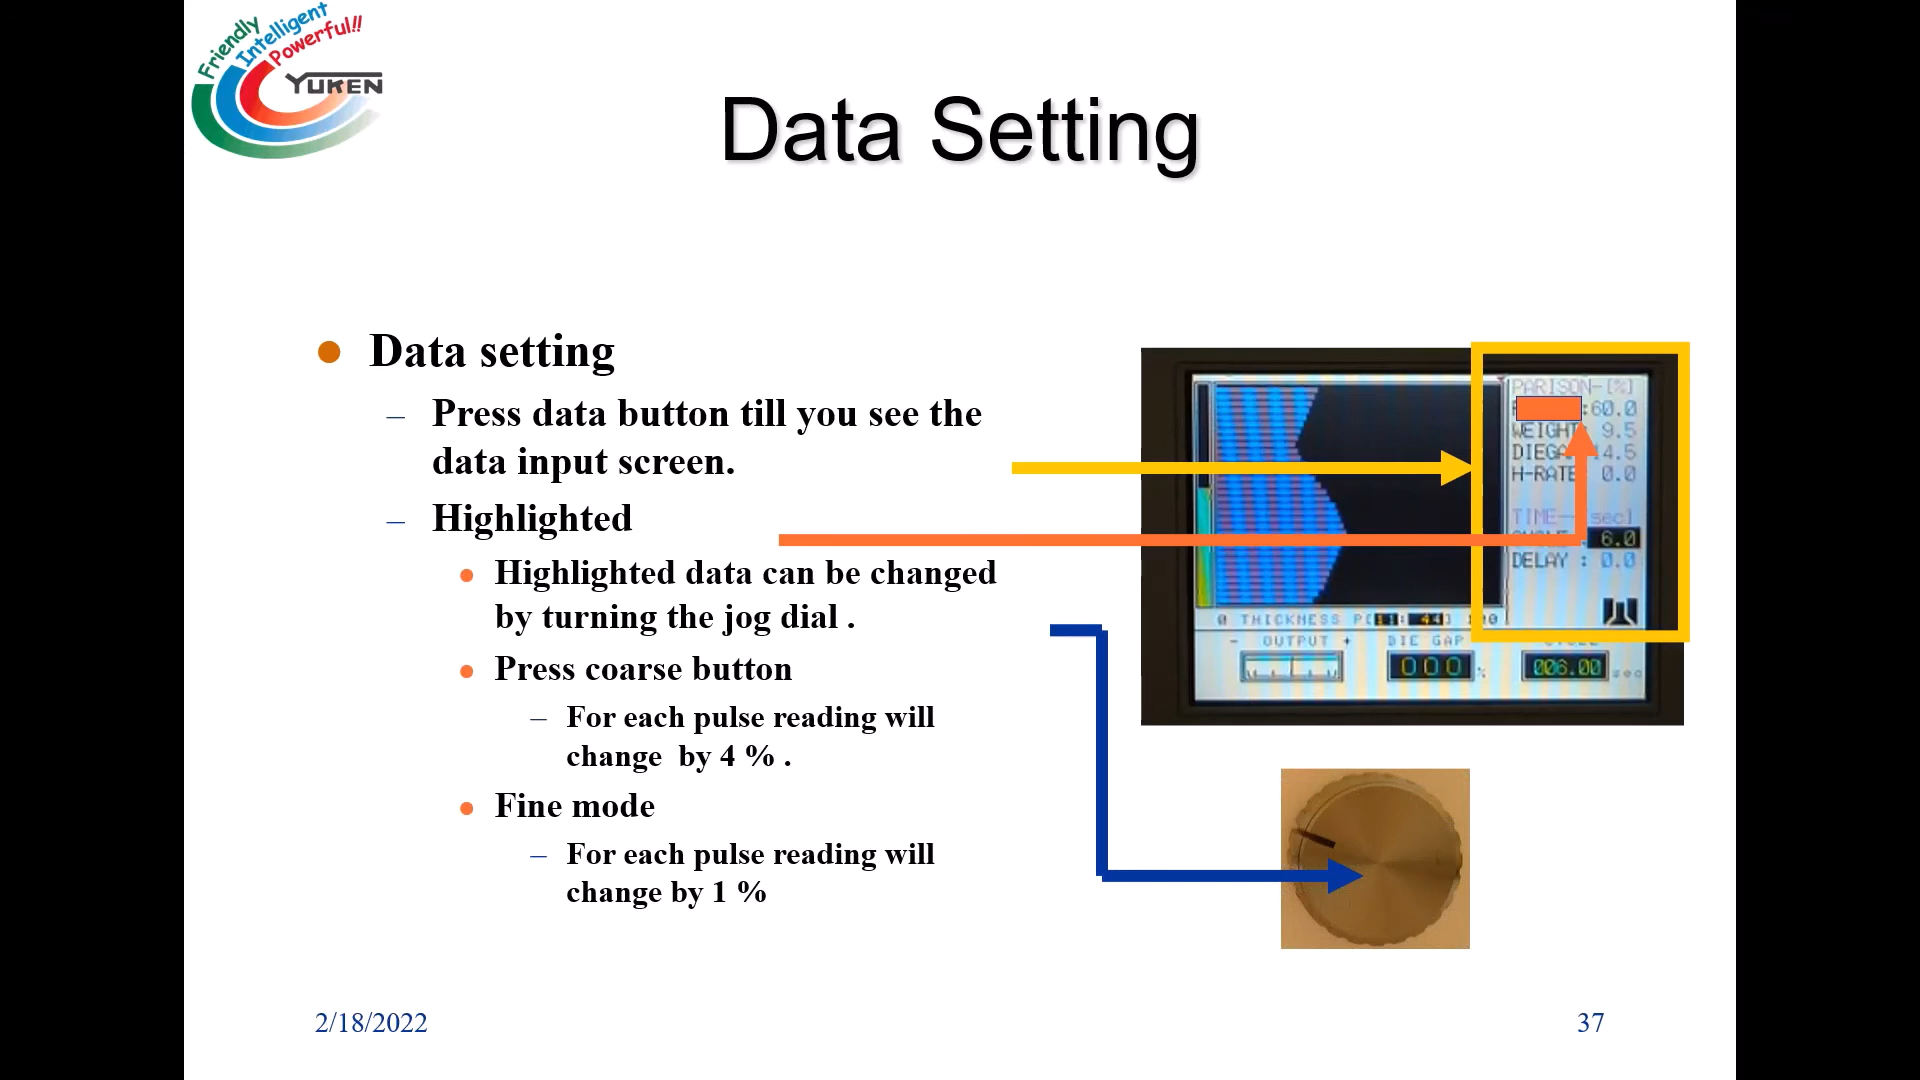 Friendly
Intelligent
Powerful!!
YUKEN
Data Setting
Data setting
– Press data button till you see the
data input screen.
– Highlighted
Highlighted data can be changed
by turning the jog dial .
Press coarse button
– For each pulse reading will
change by 4 % .
Fine mode
– For each pulse reading will
change by 1 %
PARISON-[%]
:60.0
WEIGHT: 9.5
14.5
H-RATE 0.0
TIME
6.0
DELAY : 0.0
0 THICKNESS
- OUTPUT + DIE GAP
000 % 006.00 sec
2/18/2022
37